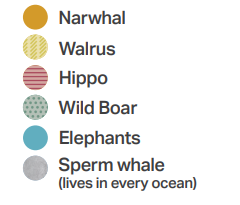 Narwhal
Walrus
Hippo
Wild Boar
Elephants
Sperm whale
(lives in every ocean)